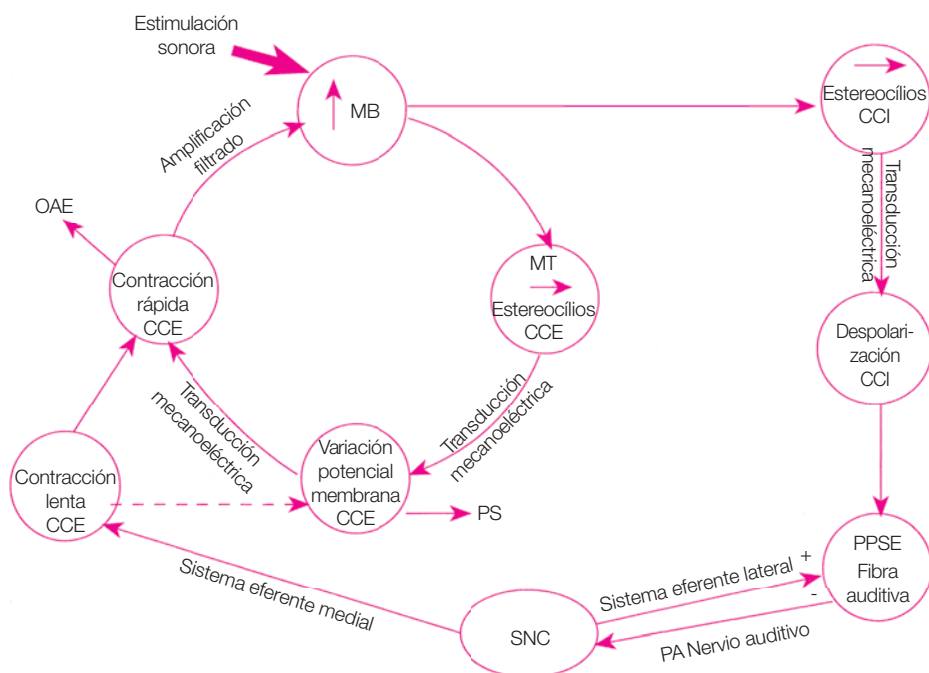 Estimulación
sonora
MB
Estereocílios
CCI
Amplificación
filtrado
Transducción
mecanoeléctrica
OAE
Contracción
rápida
CCE
MT
Estereocílios
CCE
Despolari-
zación
CCI
Transducción
mecanoeléctrica
Transducción
mecanoeléctrica
Variación
potencial
membrana
CCE
Contracción
lenta
CCE
PS
PPSE
Fibra
auditiva
Sistema eferente medial
Sistema eferente lateral +
-
SNC
PA Nervio auditivo